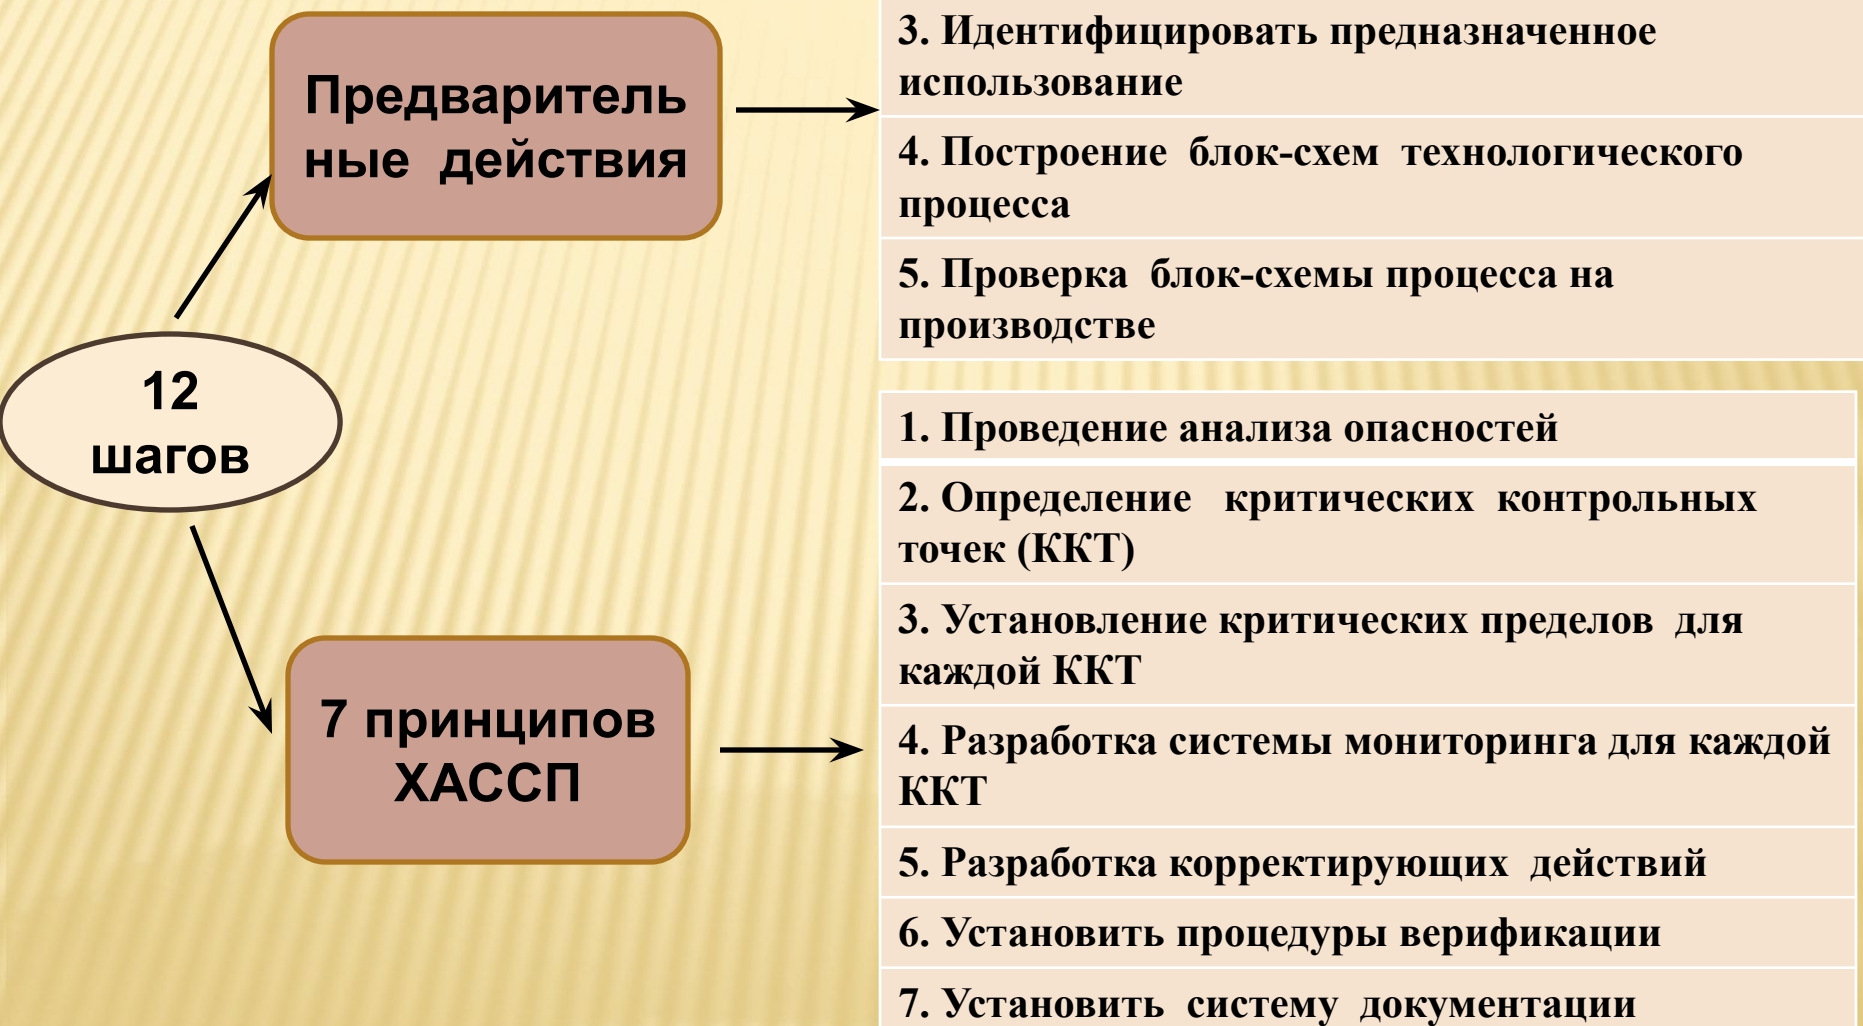 Предваритель
ные действия
3. Идентифицировать предназначенное
использование
4. Построение блок-схем технологического
процесса
5. Проверка блок-схемы процесса на
производстве
12
шагов
7 принципов
ХАССП
1. Проведение анализа опасностей
2. Определение критических контрольных
точек (ККТ)
3. Установление критических пределов для
каждой ККТ
4. Разработка системы мониторинга для каждой
ККТ
5. Разработка корректирующих действий
6. Установить процедуры верификации
7. Установить систему документации